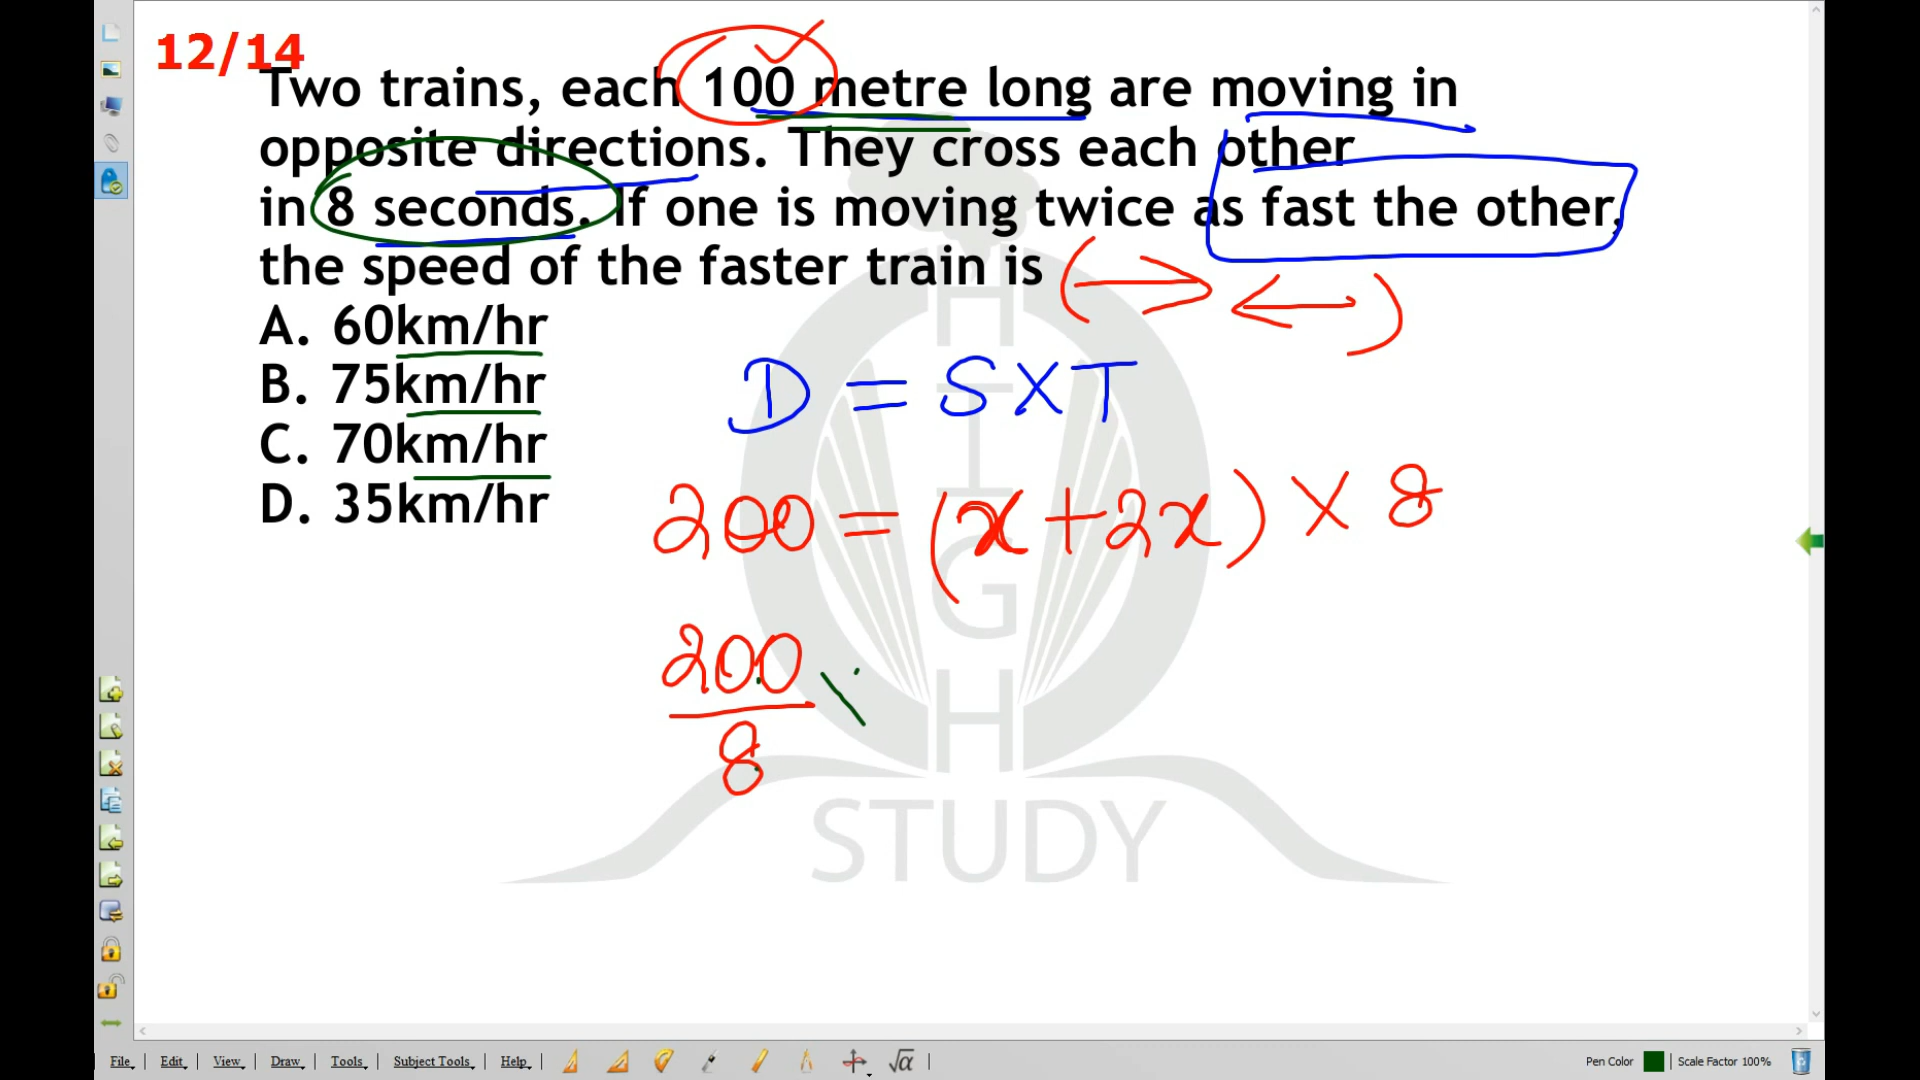 12/14
Two trains, each 100 metre long are moving in
opposite directions. They cross each other
in 8 seconds. If one is moving twice as fast the other,
the speed of the faster train is
A. 60km/hr
B. 75km/hr
C. 70km/hr
D. 35km/hr
D = S X T
200 = (x + 2x) X 8
200
8
HIGH
STUDY
File Edit View Draw Tools Subject Tools Help
√α
Pen Color
Scale Factor 100%